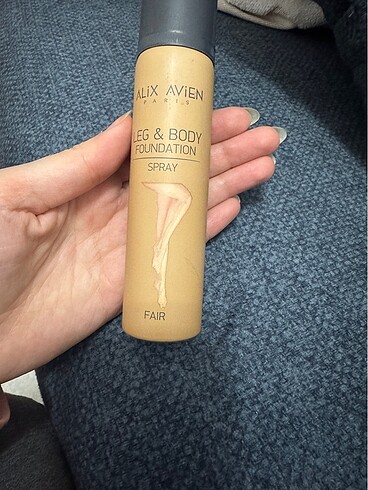 ALiX AViEN
PARIS
LEG & BODY
FOUNDATION
SPRAY
FAIR